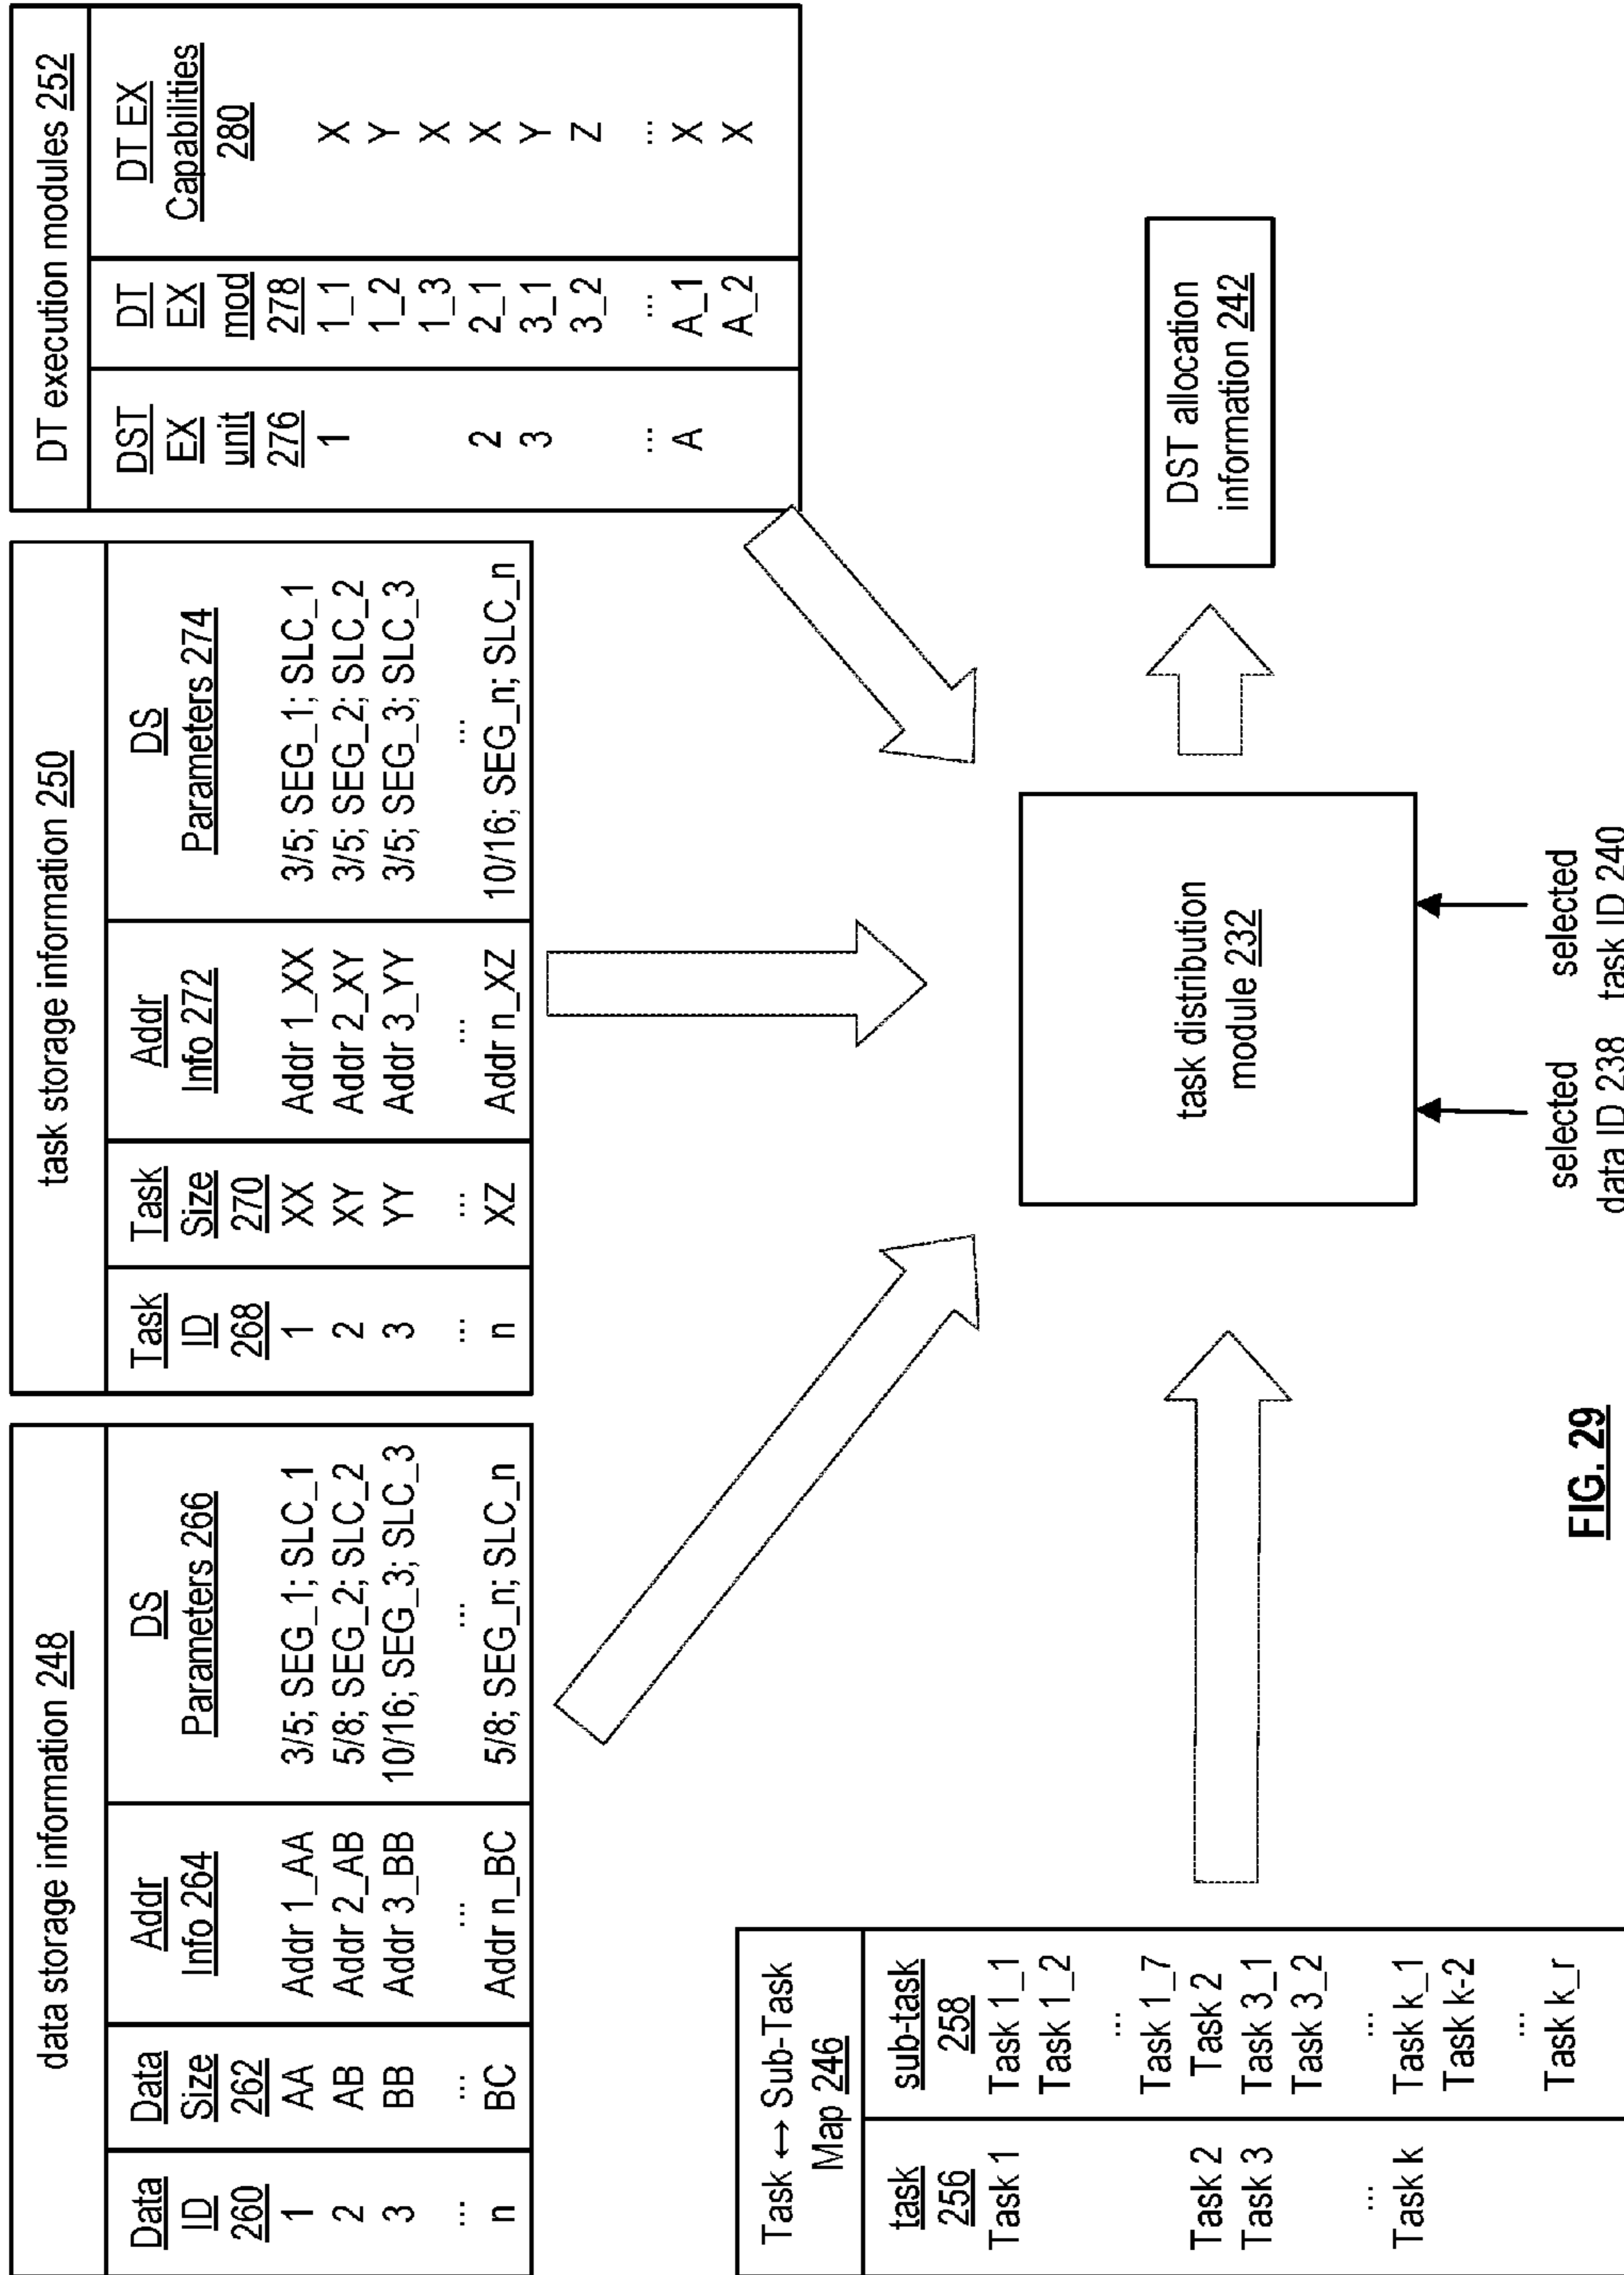 data storage information 248
Data ID 260 Data Size 262 Addr Info 264 DS Parameters 266
1 AA Addr 1_AA 3/5; SEG_1; SLC_1
2 AB Addr 2_AB 5/8; SEG_2; SLC_2
3 BB Addr 3_BB 10/16; SEG_3; SLC_3
... ... ... ...
n BC Addr n_BC 5/8; SEG_n; SLC_n
task storage information 250
Task ID 268 Task Size 270 Addr Info 272 DS Parameters 274
1 XX Addr 1_XX 3/5; SEG_1; SLC_1
2 XY Addr 2_XY 3/5; SEG_2; SLC_2
3 YY Addr 3_YY 3/5; SEG_3; SLC_3
... ... ... ...
n XZ Addr n_XZ 10/16; SEG_n; SLC_n
DT execution modules 252
DST EX unit 276 DT EX mod 278 DT EX Capabilities 280
1 1_1 X
1_2 Y
1_3 X
2 2_1 X
3 3_1 Y
3_2 Z
... ... ...
A A_1 X
A_2 X
Task ↔ Sub-Task
Map 246
task 256 sub-task 258
Task 1 Task 1_1
Task 1_2
...
Task 1_7
Task 2 Task 2
Task 3 Task 3_1
Task 3_2
... ...
Task k Task k_1
Task k-2
...
Task k_r
task distribution
module 232
DST allocation
information 242
selected selected
data ID 238 task ID 240
FIG. 29